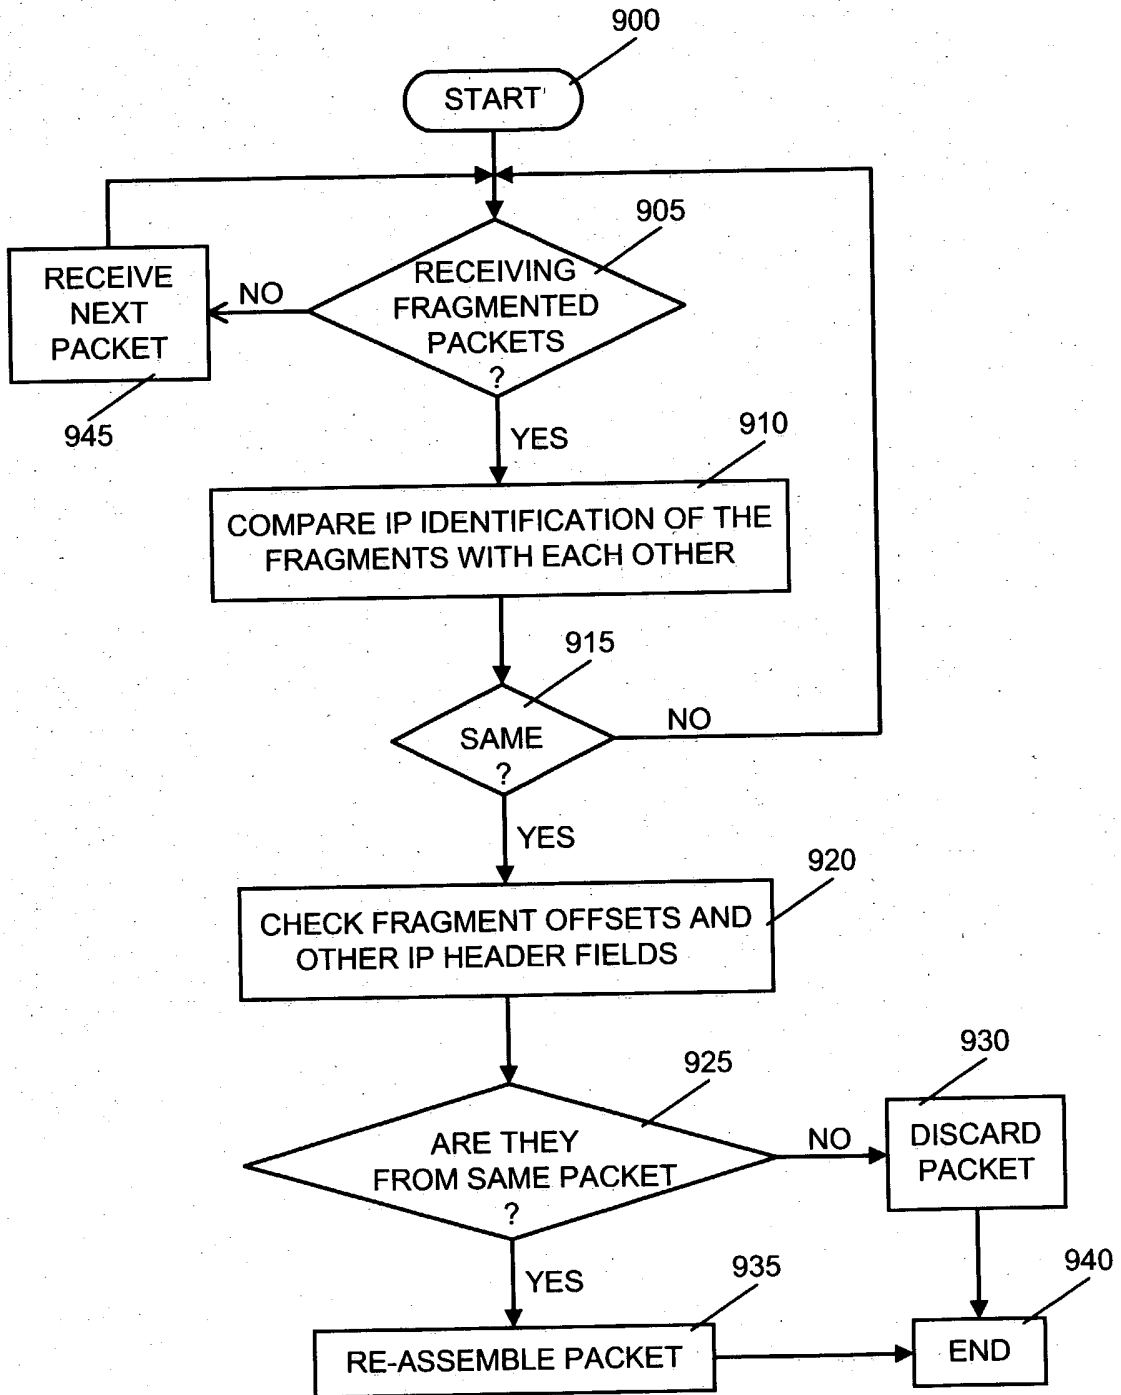 900
START
905
RECEIVING
FRAGMENTED
PACKETS
?
NO
RECEIVE
NEXT
PACKET
945
YES
910
COMPARE IP IDENTIFICATION OF THE
FRAGMENTS WITH EACH OTHER
915
SAME
?
NO
YES
920
CHECK FRAGMENT OFFSETS AND
OTHER IP HEADER FIELDS
925
ARE THEY
FROM SAME PACKET
?
NO
930
DISCARD
PACKET
YES
935
RE-ASSEMBLE PACKET
940
END